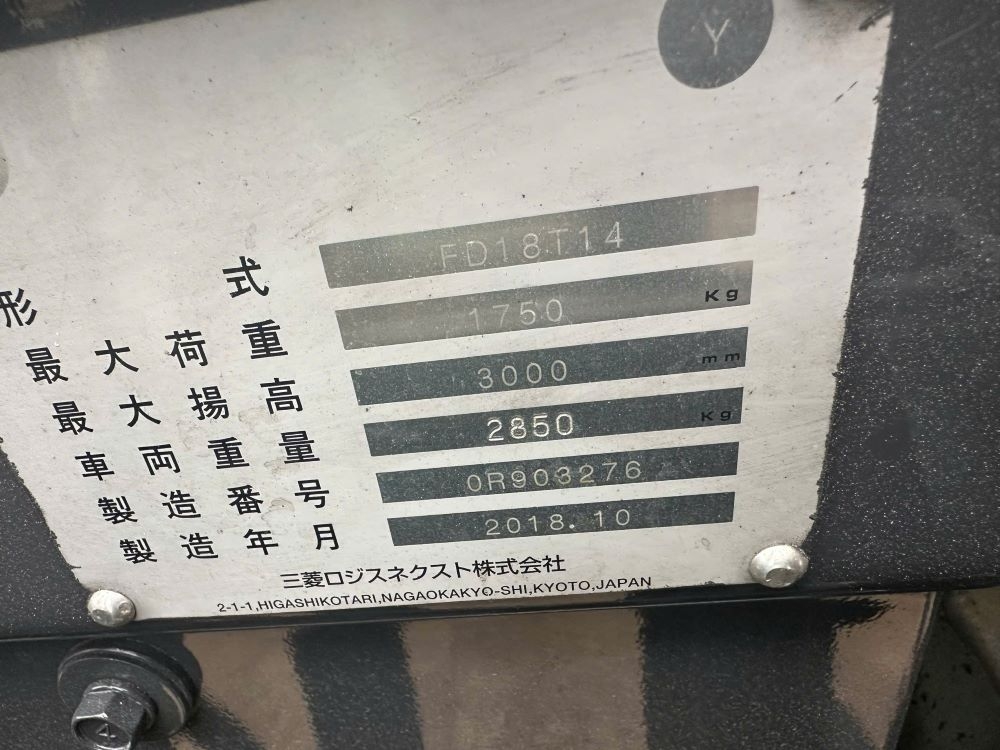 Y
形式 FD18T14
最大荷重 1750 Kg
最大揚高 3000 mm
車両重量 2850 Kg
製造番号 0R903276
製造年月 2018.10
三菱ロジスネクスト株式会社
2-1-1,HIGASHIKOTARI,NAGAOKAKYO-SHI,KYOTO,JAPAN
4